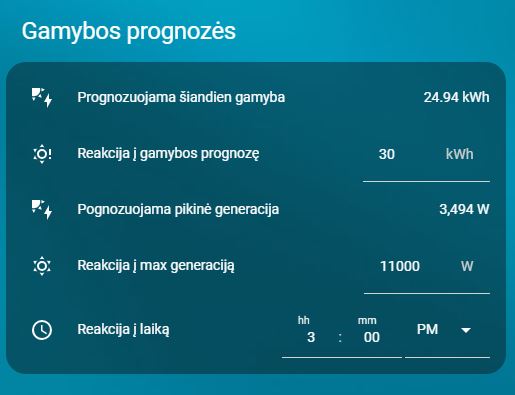 Gamybos prognozės
Prognozuojama šiandien gamyba 24.94 kWh
Reakcija į gamybos prognozę 30 kWh
Pognozuojama pikinė generacija 3,494 W
Reakcija į max generaciją 11000 W
hh mm
Reakcija į laiką 3 : 00 PM